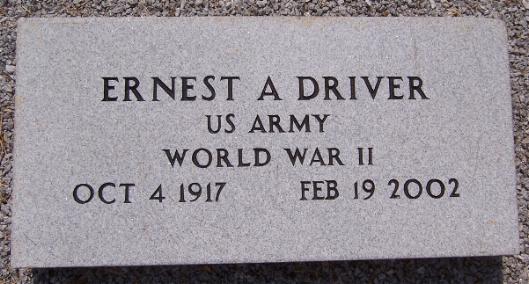 ERNEST A DRIVER
US ARMY
WORLD WAR II
OCT 4 1917 FEB 19 2002